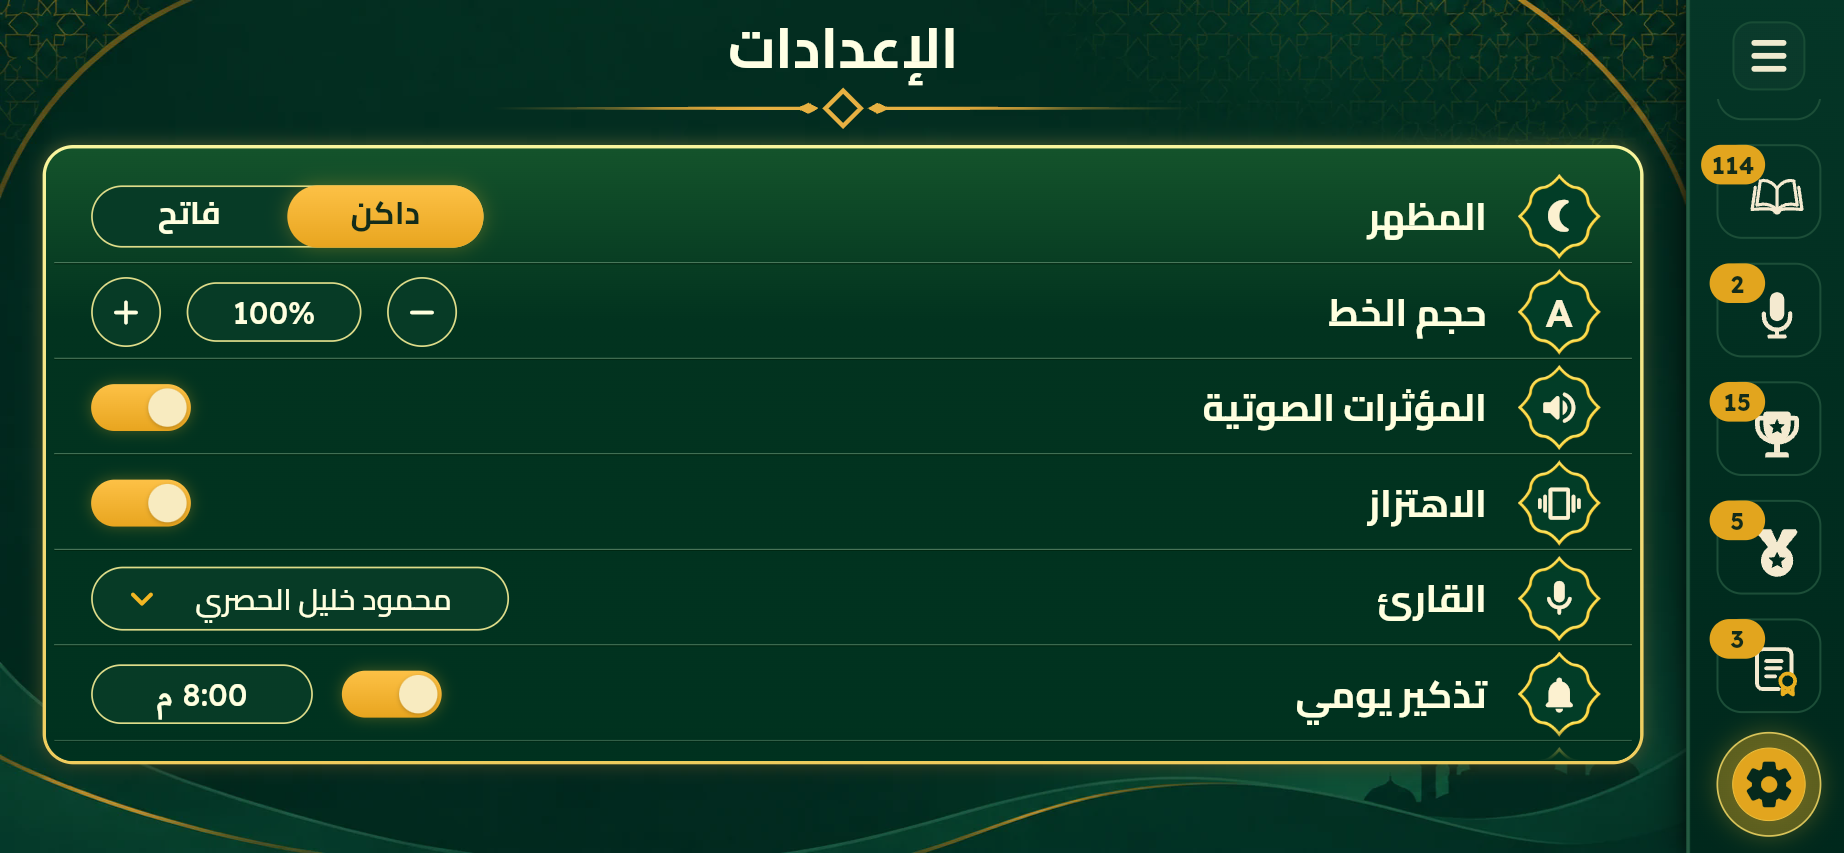 الإعدادات
المظهر
داكن
فاتح
A
حجم الخط
−
100%
+
المؤثرات الصوتية
الاهتزاز
القارئ
محمود خليل الحصري
تذكير يومي
8:00 م
114
2
15
5
3